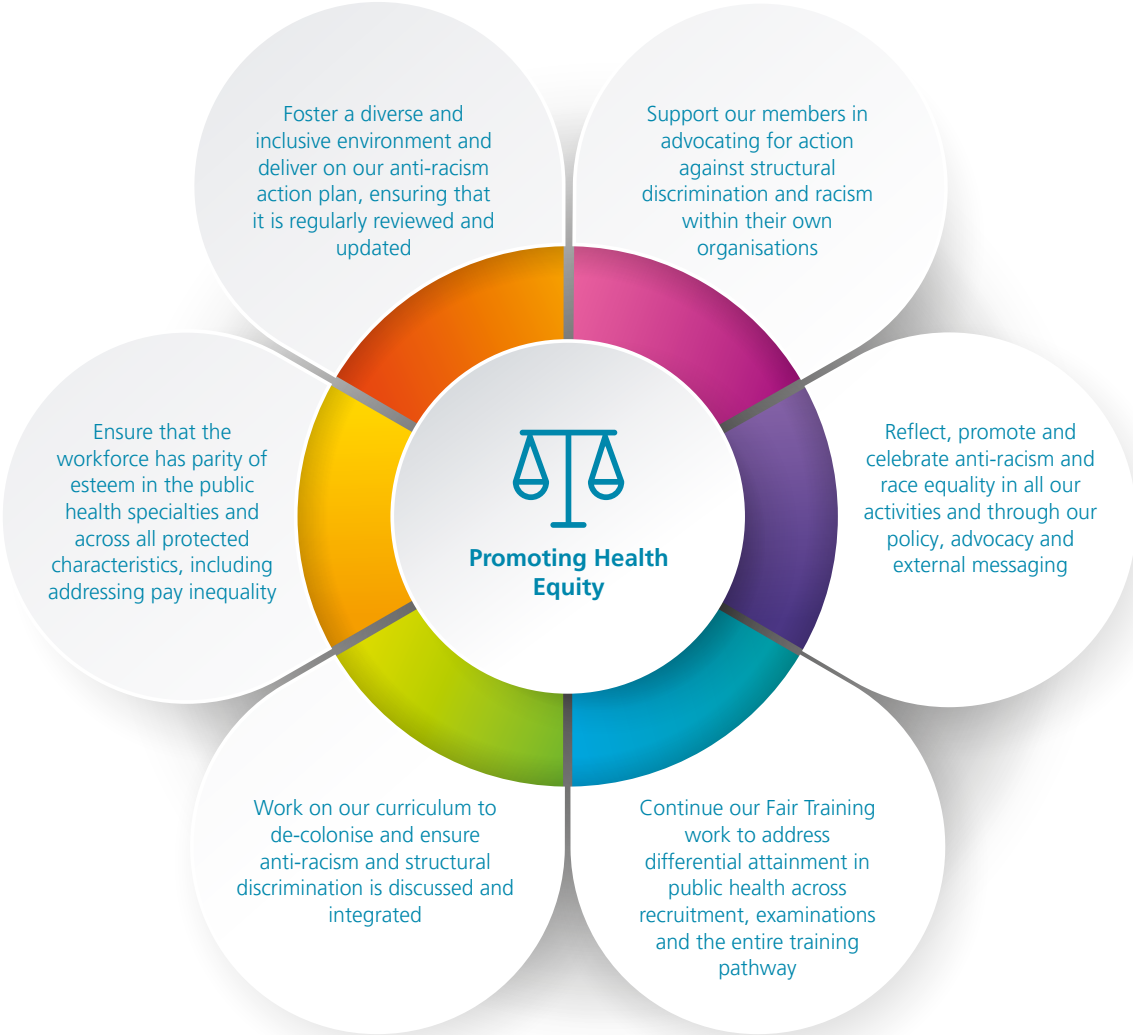 Foster a diverse and
inclusive environment and
deliver on our anti-racism
action plan, ensuring that
it is regularly reviewed and
updated
Support our members in
advocating for action
against structural
discrimination and racism
within their own
organisations
Ensure that the
workforce has parity of
esteem in the public
health specialties and
across all protected
characteristics, including
addressing pay inequality
Promoting Health
Equity
Reflect, promote and
celebrate anti-racism and
race equality in all our
activities and through our
policy, advocacy and
external messaging
Work on our curriculum to
de-colonise and ensure
anti-racism and structural
discrimination is discussed and
integrated
Continue our Fair Training
work to address
differential attainment in
public health across
recruitment, examinations
and the entire training
pathway